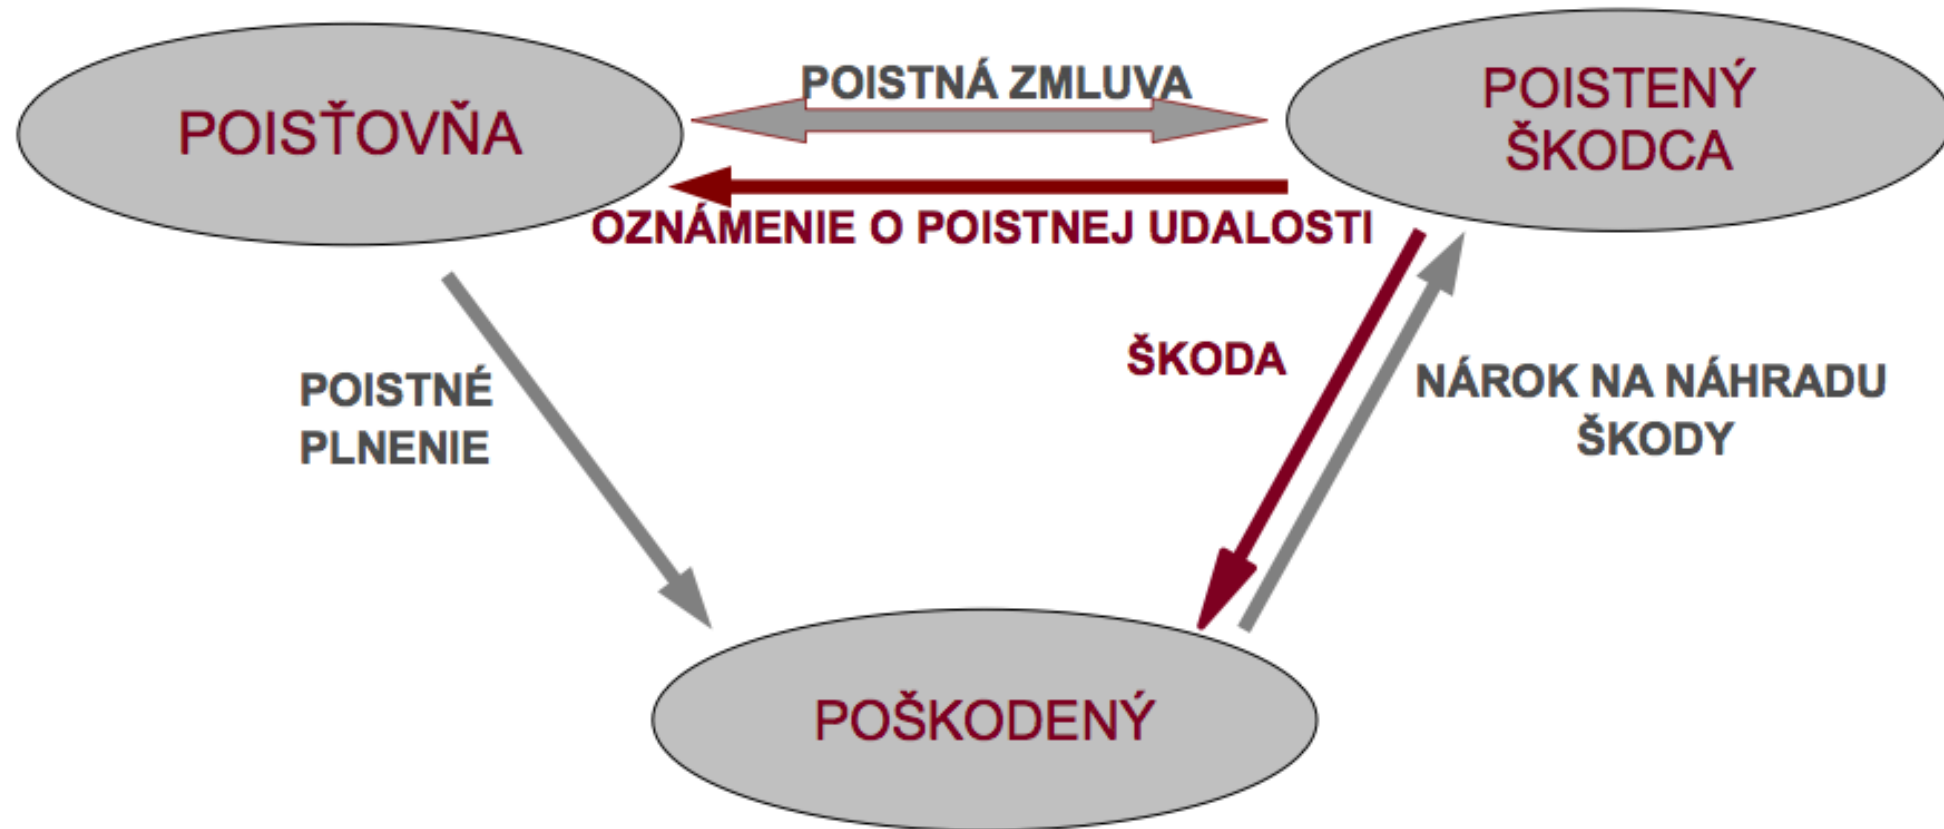 POISŤOVŇA
POISTNÁ ZMLUVA
POISTENÝ
ŠKODCA
OZNÁMENIE O POISTNEJ UDALOSTI
POISTNÉ
PLNENIE
ŠKODA
NÁROK NA NÁHRADU
ŠKODY
POŠKODENÝ